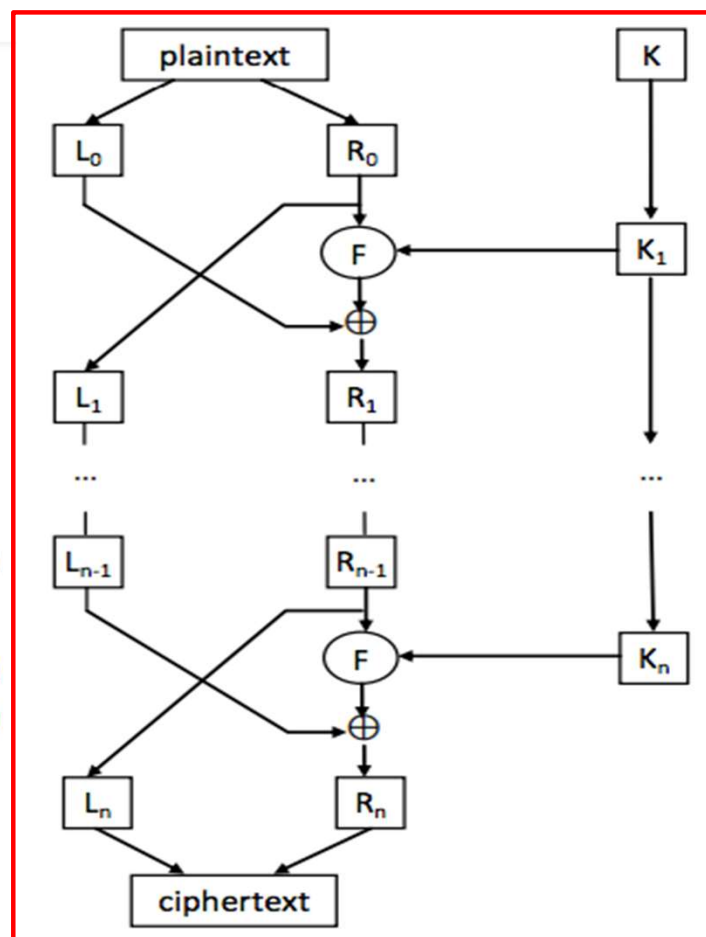 plaintext K
L₀ R₀
F K₁
⊕
L₁ R₁
... ... ...
Lₙ₋₁ Rₙ₋₁
F Kₙ
⊕
Lₙ Rₙ
ciphertext